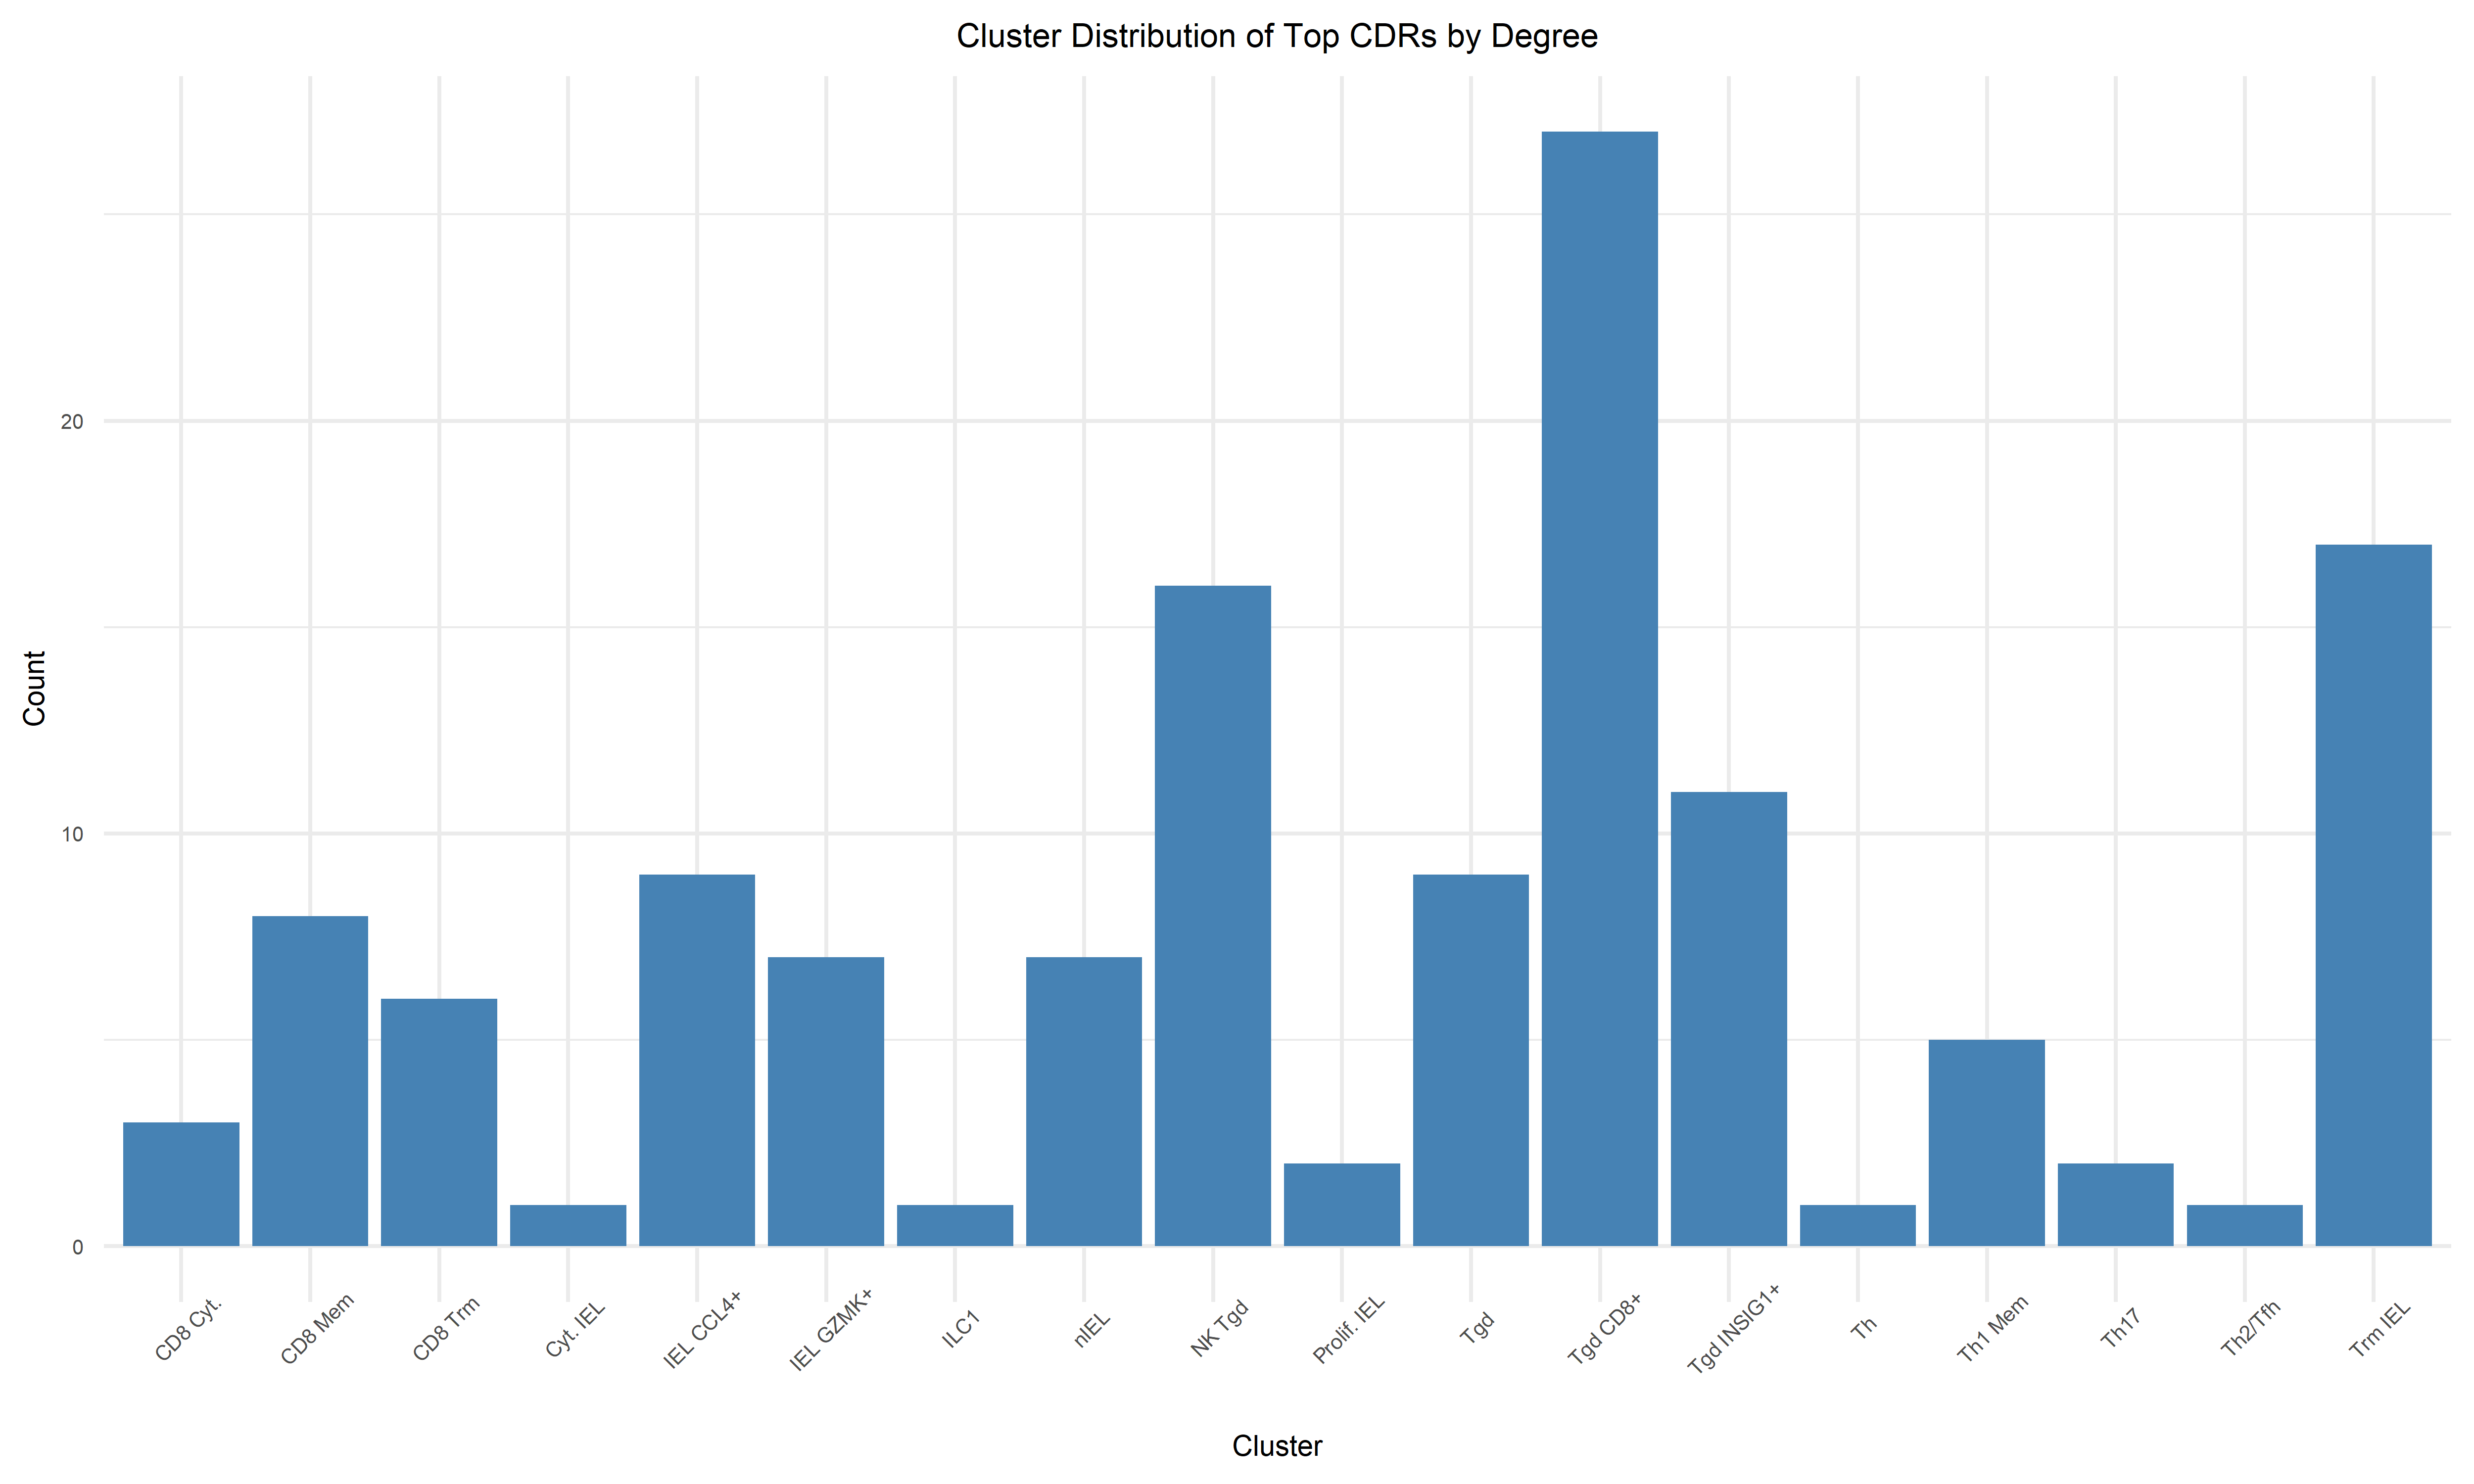 Cluster Distribution of Top CDRs by Degree
Count
20
10
0
CD8 Cyt.
CD8 Mem
CD8 Trm
Cyt. IEL
IEL CCL4+
IEL GZMK+
ILC1
nIEL
NK Tgd
Prolif. IEL
Tgd
Tgd CD8+
Tgd INSIG1+
Th
Th1 Mem
Th17
Th2/Tfh
Trm IEL
Cluster